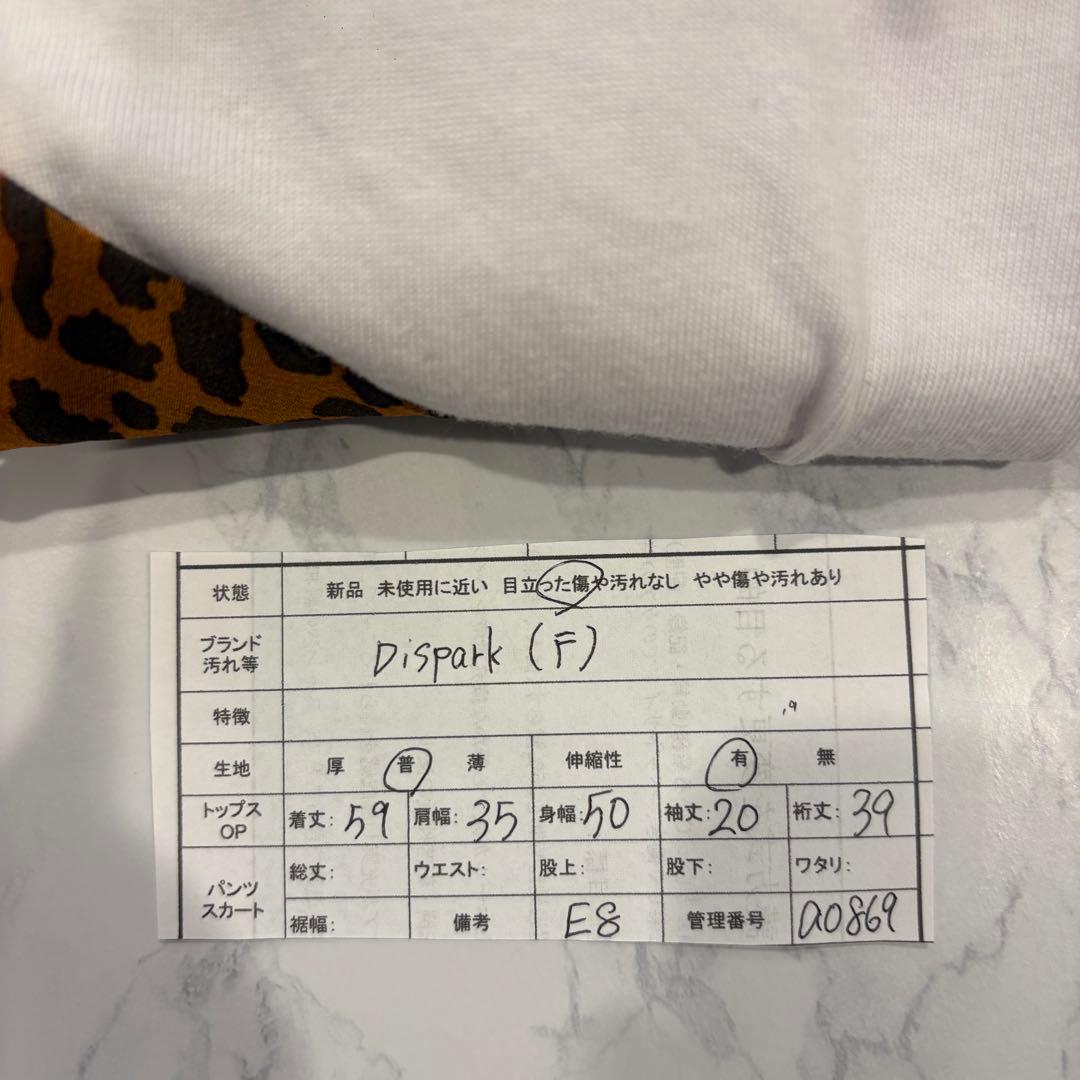 状態 新品 未使用に近い 目立った傷や汚れなし やや傷や汚れあり
ブランド
汚れ等 Dispark (F)
特徴
生地 厚 普 薄 伸縮性 有 無
トップス
OP 着丈: 59 肩幅: 35 身幅: 50 袖丈: 20 裄丈: 39
パンツ
スカート 総丈: ウエスト: 股上: 股下: ワタリ:
裾幅: 備考 E8 管理番号 a0869